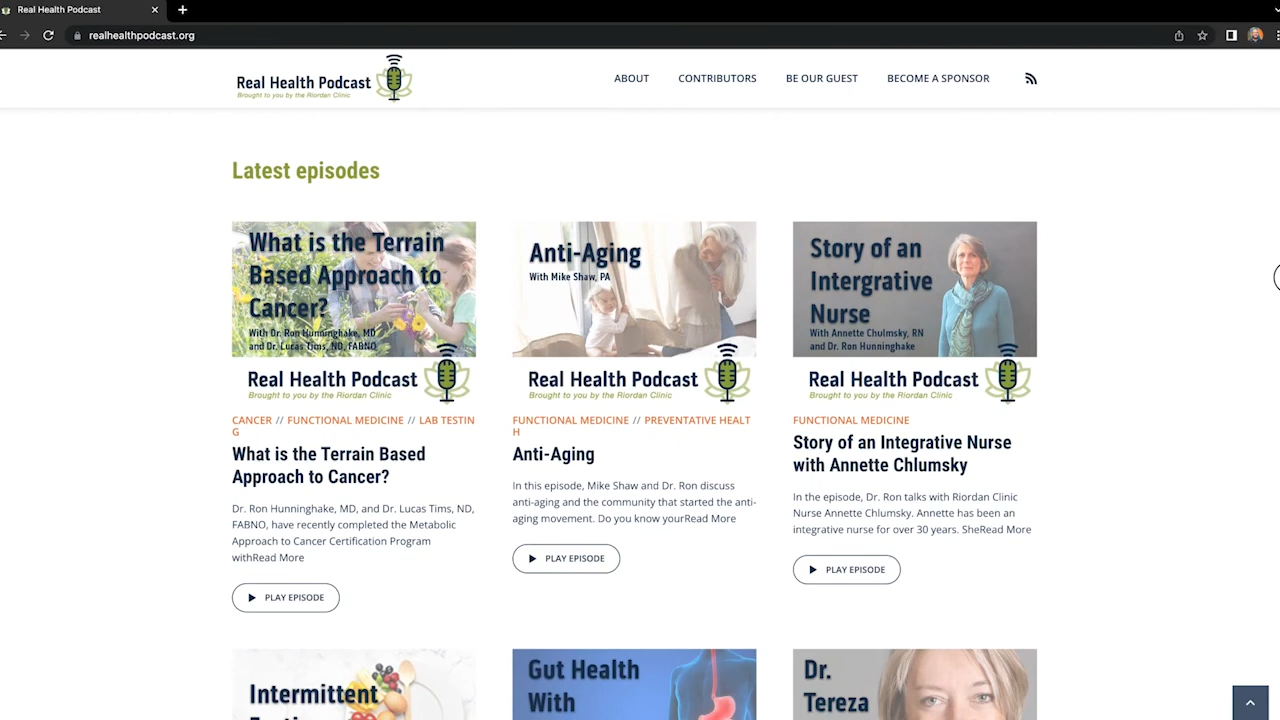 Real Health Podcast
realhealthpodcast.org
Real Health Podcast
Brought to you by the Riordan Clinic
ABOUT
CONTRIBUTORS
BE OUR GUEST
BECOME A SPONSOR
Latest episodes
What is the Terrain
Based Approach to
Cancer?
With Dr. Ron Hunninghake, MD
and Dr. Lucas Tims, ND, FABNO
Real Health Podcast
Brought to you by the Riordan Clinic
CANCER // FUNCTIONAL MEDICINE // LAB TESTIN
G
What is the Terrain Based
Approach to Cancer?
Dr. Ron Hunninghake, MD, and Dr. Lucas Tims, ND,
FABNO, have recently completed the Metabolic
Approach to Cancer Certification Program
withRead More
PLAY EPISODE
Anti-Aging
With Mike Shaw, PA
Real Health Podcast
Brought to you by the Riordan Clinic
FUNCTIONAL MEDICINE // PREVENTATIVE HEALT
H
Anti-Aging
In this episode, Mike Shaw and Dr. Ron discuss
anti-aging and the community that started the anti-
aging movement. Do you know yourRead More
PLAY EPISODE
Story of an
Intergrative
Nurse
With Annette Chulmsky, RN
and Dr. Ron Hunninghake
Real Health Podcast
Brought to you by the Riordan Clinic
FUNCTIONAL MEDICINE
Story of an Integrative Nurse
with Annette Chlumsky
In the episode, Dr. Ron talks with Riordan Clinic
Nurse Annette Chlumsky. Annette has been an
integrative nurse for over 30 years. SheRead More
PLAY EPISODE
Intermittent
Gut Health
With
Dr.
Tereza